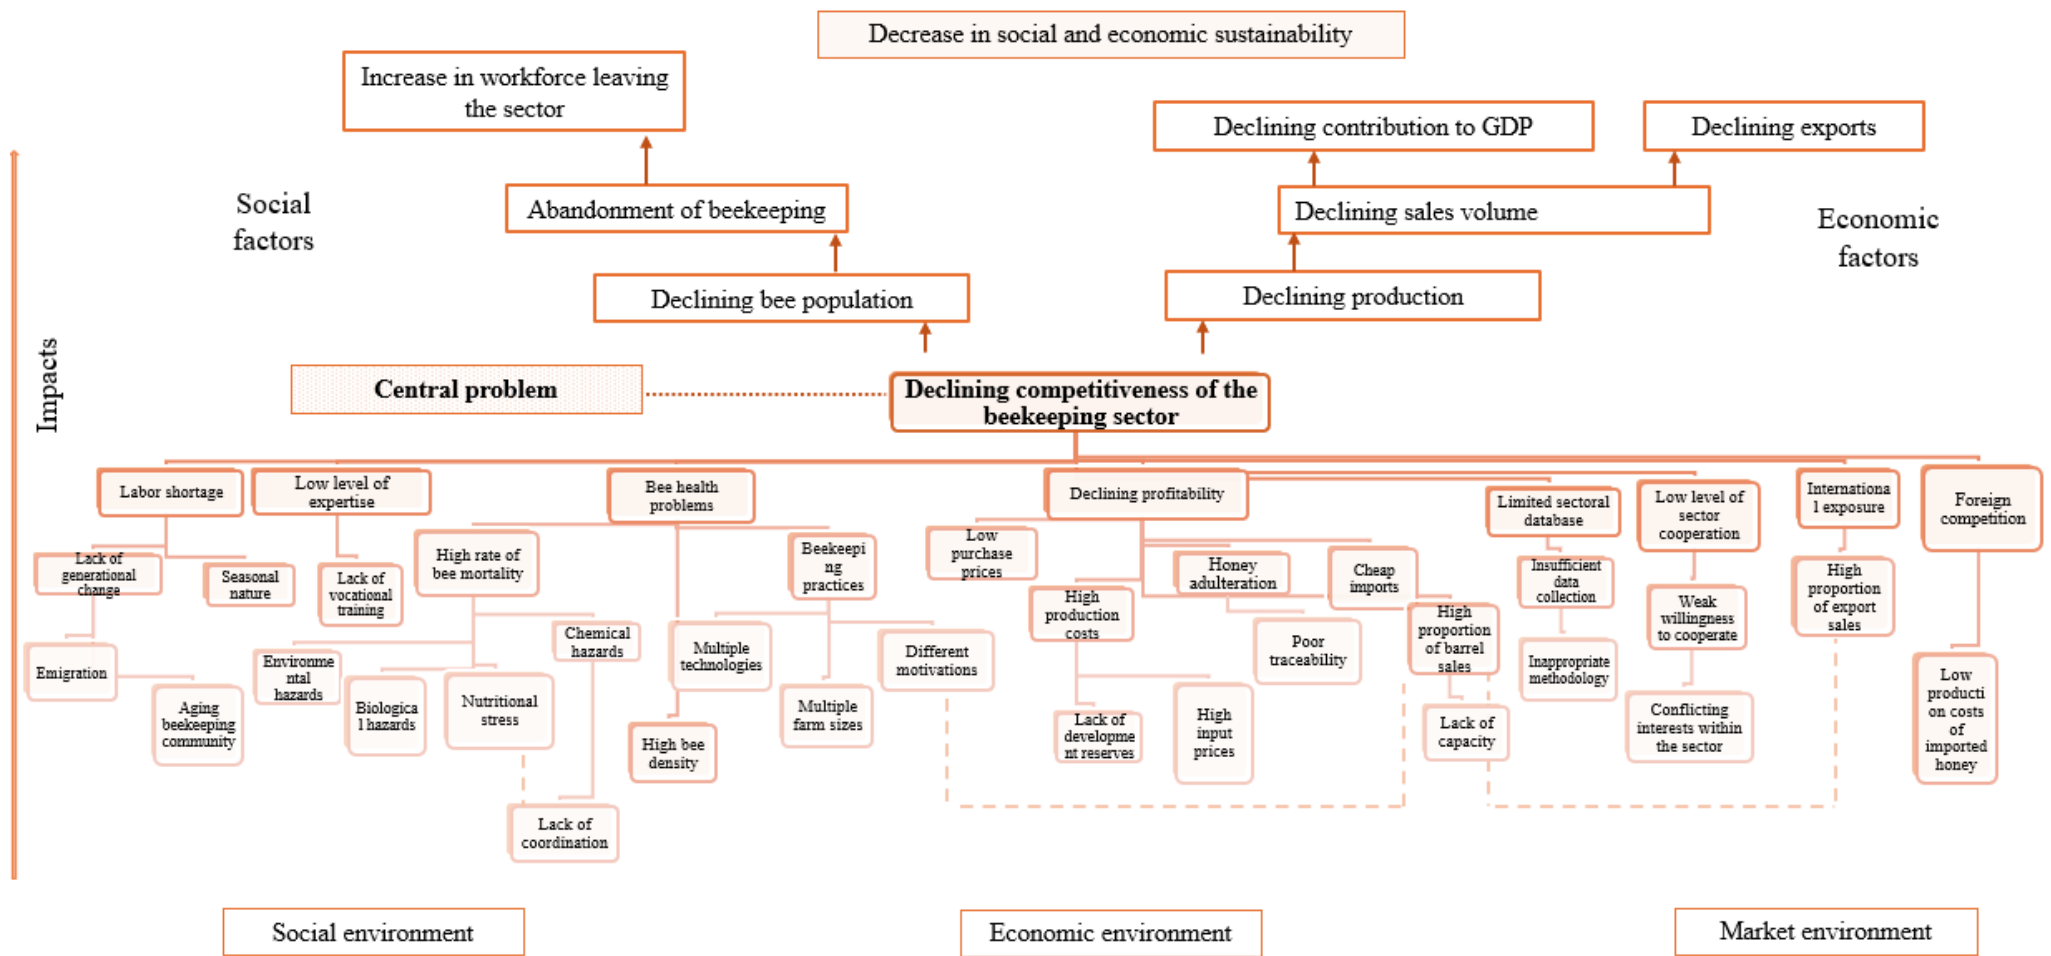 Decrease in social and economic sustainability
Increase in workforce leaving
the sector
Declining contribution to GDP
Declining exports
Social
factors
Abandonment of beekeeping
Declining sales volume
Economic
factors
Declining bee population
Declining production
Impacts
Central problem
Declining competitiveness of the
beekeeping sector
Labor shortage
Low level of
expertise
Bee health
problems
Declining profitability
Limited sectoral
database
Low level of
sector
cooperation
Internationa
l exposure
Foreign
competition
Lack of
generational
change
Seasonal
nature
Lack of
vocational
training
High rate of
bee mortality
Beekeepi
ng
practices
Low
purchase
prices
High
production
costs
Honey
adulteration
Cheap
imports
High
proportion
of barrel
sales
Insufficient
data
collection
Weak
willingness
to cooperate
High
proportion
of export
sales
Emigration
Aging
beekeeping
community
Environme
ntal
hazards
Biologica
l hazards
Nutritional
stress
Chemical
hazards
Multiple
technologies
High bee
density
Multiple
farm sizes
Different
motivations
Lack of
developme
nt reserves
High
input
prices
Poor
traceability
Lack of
capacity
Inappropriate
methodology
Conflicting
interests within
the sector
Low
producti
on costs
of
imported
honey
Lack of
coordination
Social environment
Economic environment
Market environment